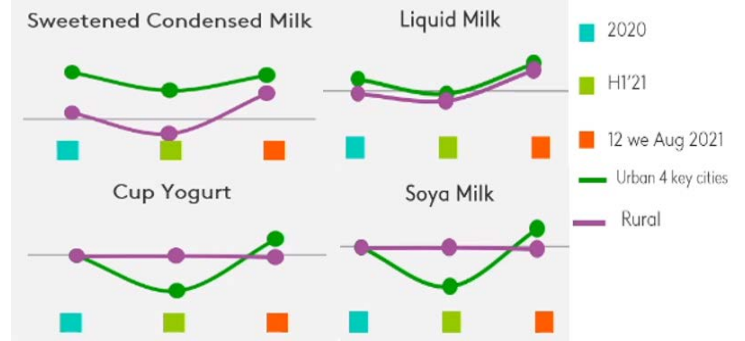 Sweetened Condensed Milk
Liquid Milk
2020
H1'21
12 we Aug 2021
Urban 4 key cities
Rural
Cup Yogurt
Soya Milk